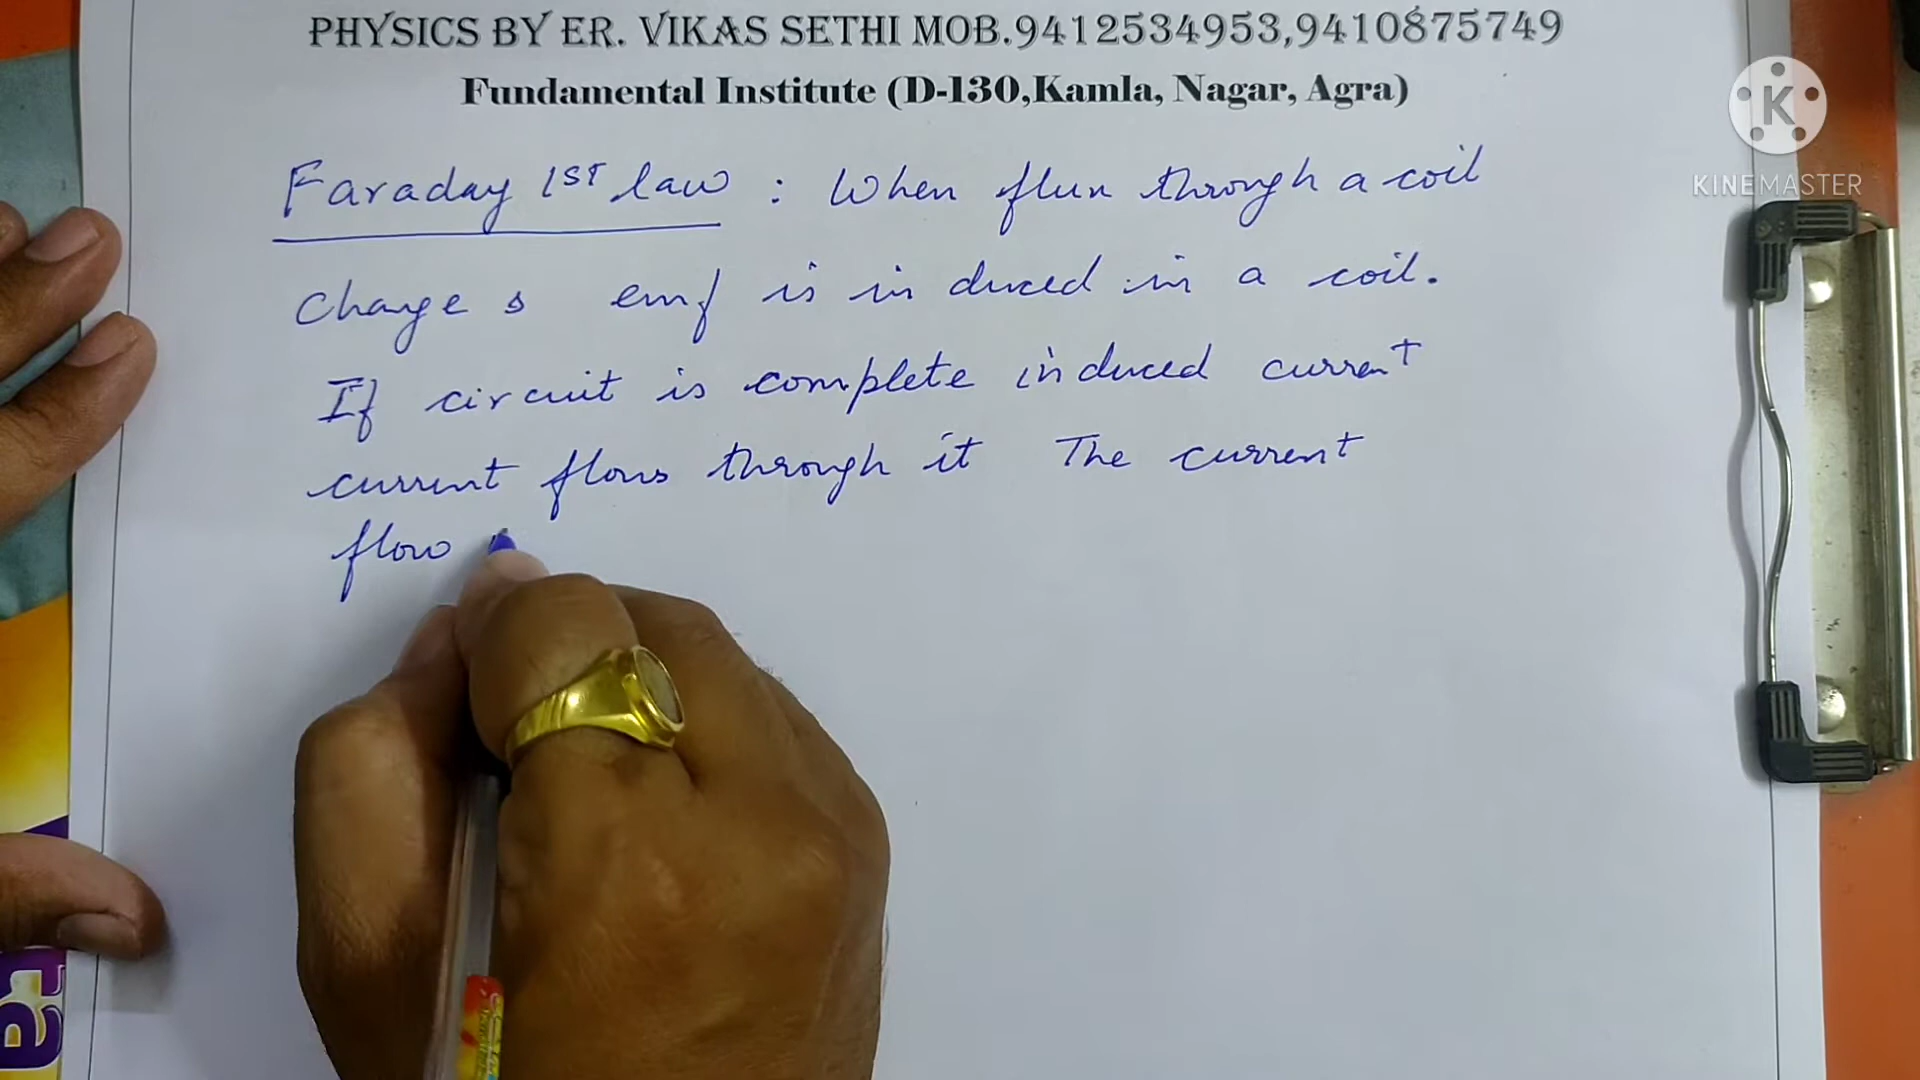 PHYSICS BY ER. VIKAS SETHI MOB.9412534953,9410875749
Fundamental Institute (D-130,Kamla, Nagar, Agra)
KINEMASTER
Faraday 1ST law : When flux through a coil
changes emf is induced in a coil.
If circuit is complete induced current
current flows through it The current
flow